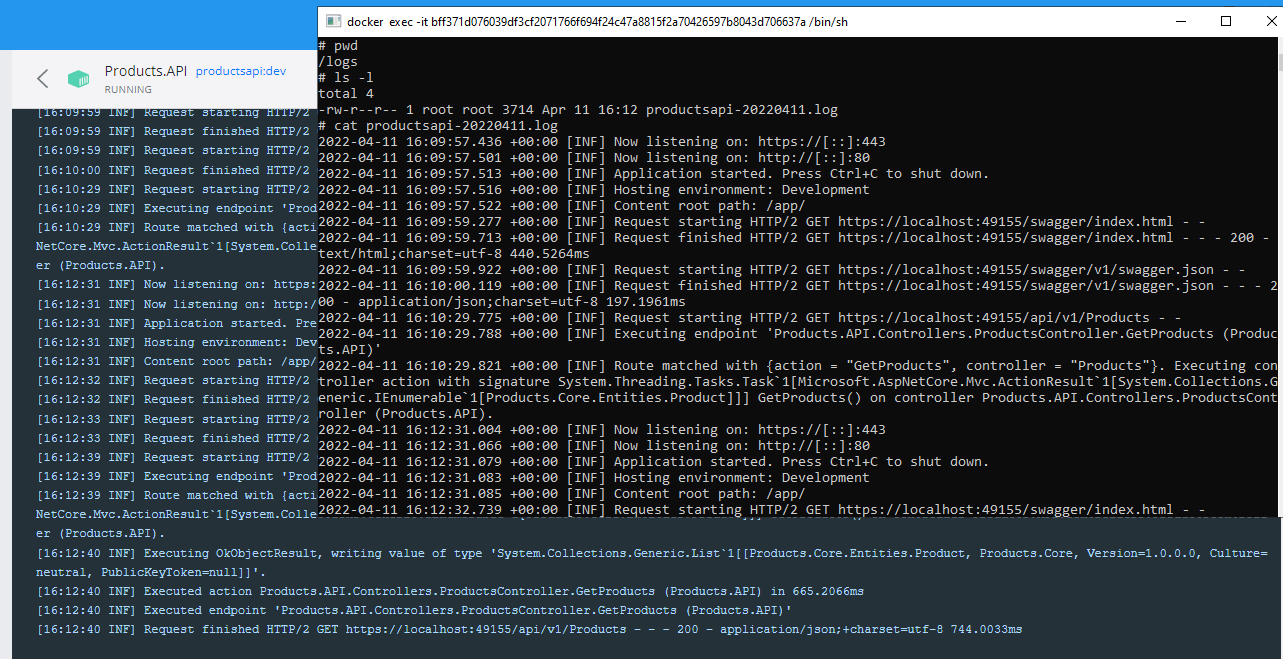 docker exec -it bff371d076039df3cf2071766f694f24c47a8815f2a70426597b8043d706637a /bin/sh
Products.API productsapi:dev
RUNNING
[16:09:59 INF] Request starting HTTP/2
[16:09:59 INF] Request finished HTTP/2
[16:09:59 INF] Request starting HTTP/2
[16:10:00 INF] Request finished HTTP/2
[16:10:29 INF] Request starting HTTP/2
[16:10:29 INF] Executing endpoint 'Prod
[16:10:29 INF] Route matched with {acti
NetCore.Mvc.ActionResult`1[System.Colle
er (Products.API).
[16:12:31 INF] Now listening on: https:
[16:12:31 INF] Now listening on: http:/
[16:12:31 INF] Application started. Pre
[16:12:31 INF] Hosting environment: Dev
[16:12:31 INF] Content root path: /app/
[16:12:32 INF] Request starting HTTP/2
[16:12:32 INF] Request finished HTTP/2
[16:12:33 INF] Request starting HTTP/2
[16:12:33 INF] Request finished HTTP/2
[16:12:39 INF] Request starting HTTP/2
[16:12:39 INF] Executing endpoint 'Prod
[16:12:39 INF] Route matched with {acti
NetCore.Mvc.ActionResult`1[System.Colle
er (Products.API).
[16:12:40 INF] Executing OkObjectResult, writing value of type 'System.Collections.Generic.List`1[[Products.Core.Entities.Product, Products.Core, Version=1.0.0.0, Culture=
neutral, PublicKeyToken=null]]'.
[16:12:40 INF] Executed action Products.API.Controllers.ProductsController.GetProducts (Products.API) in 665.2066ms
[16:12:40 INF] Executed endpoint 'Products.API.Controllers.ProductsController.GetProducts (Products.API)'
[16:12:40 INF] Request finished HTTP/2 GET https://localhost:49155/api/v1/Products - - - 200 - application/json;+charset=utf-8 744.0033ms
# pwd
/logs
# ls -l
total 4
-rw-r--r-- 1 root root 3714 Apr 11 16:12 productsapi-20220411.log
# cat productsapi-20220411.log
2022-04-11 16:09:57.436 +00:00 [INF] Now listening on: https://[::]:443
2022-04-11 16:09:57.501 +00:00 [INF] Now listening on: http://[::]:80
2022-04-11 16:09:57.513 +00:00 [INF] Application started. Press Ctrl+C to shut down.
2022-04-11 16:09:57.516 +00:00 [INF] Hosting environment: Development
2022-04-11 16:09:57.522 +00:00 [INF] Content root path: /app/
2022-04-11 16:09:59.277 +00:00 [INF] Request starting HTTP/2 GET https://localhost:49155/swagger/index.html - -
2022-04-11 16:09:59.713 +00:00 [INF] Request finished HTTP/2 GET https://localhost:49155/swagger/index.html - - - 200 -
text/html;charset=utf-8 440.5264ms
2022-04-11 16:09:59.922 +00:00 [INF] Request starting HTTP/2 GET https://localhost:49155/swagger/v1/swagger.json - -
2022-04-11 16:10:00.119 +00:00 [INF] Request finished HTTP/2 GET https://localhost:49155/swagger/v1/swagger.json - - - 2
00 - application/json;charset=utf-8 197.1961ms
2022-04-11 16:10:29.775 +00:00 [INF] Request starting HTTP/2 GET https://localhost:49155/api/v1/Products - -
2022-04-11 16:10:29.788 +00:00 [INF] Executing endpoint 'Products.API.Controllers.ProductsController.GetProducts (Produc
ts.API)'
2022-04-11 16:10:29.821 +00:00 [INF] Route matched with {action = "GetProducts", controller = "Products"}. Executing con
troller action with signature System.Threading.Tasks.Task`1[Microsoft.AspNetCore.Mvc.ActionResult`1[System.Collections.G
eneric.IEnumerable`1[Products.Core.Entities.Product]]] GetProducts() on controller Products.API.Controllers.ProductsCont
roller (Products.API).
2022-04-11 16:12:31.004 +00:00 [INF] Now listening on: https://[::]:443
2022-04-11 16:12:31.066 +00:00 [INF] Now listening on: http://[::]:80
2022-04-11 16:12:31.079 +00:00 [INF] Application started. Press Ctrl+C to shut down.
2022-04-11 16:12:31.083 +00:00 [INF] Hosting environment: Development
2022-04-11 16:12:31.085 +00:00 [INF] Content root path: /app/
2022-04-11 16:12:32.739 +00:00 [INF] Request starting HTTP/2 GET https://localhost:49155/swagger/index.html - -